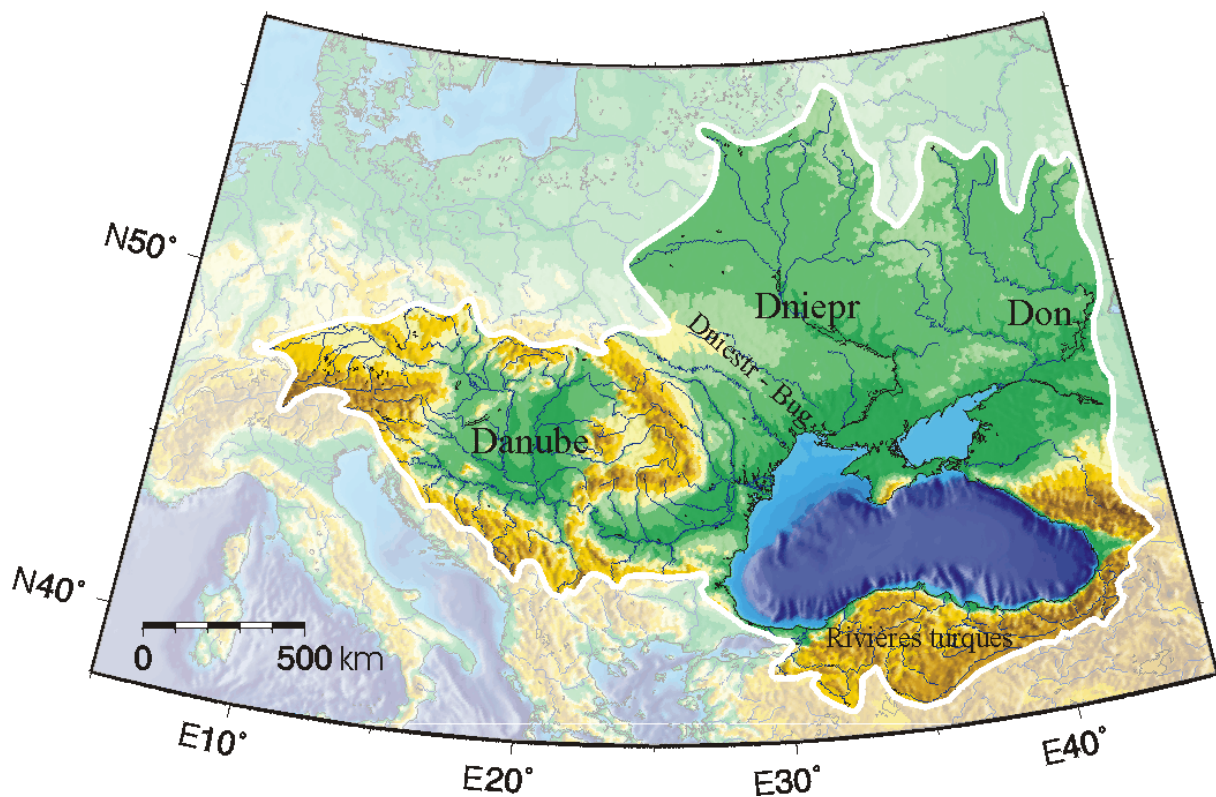 N50°
Dniepr
Don
Dniestr - Bug
Danube
N40°
0 500 km
Rivières turques
E10°
E20°
E30°
E40°